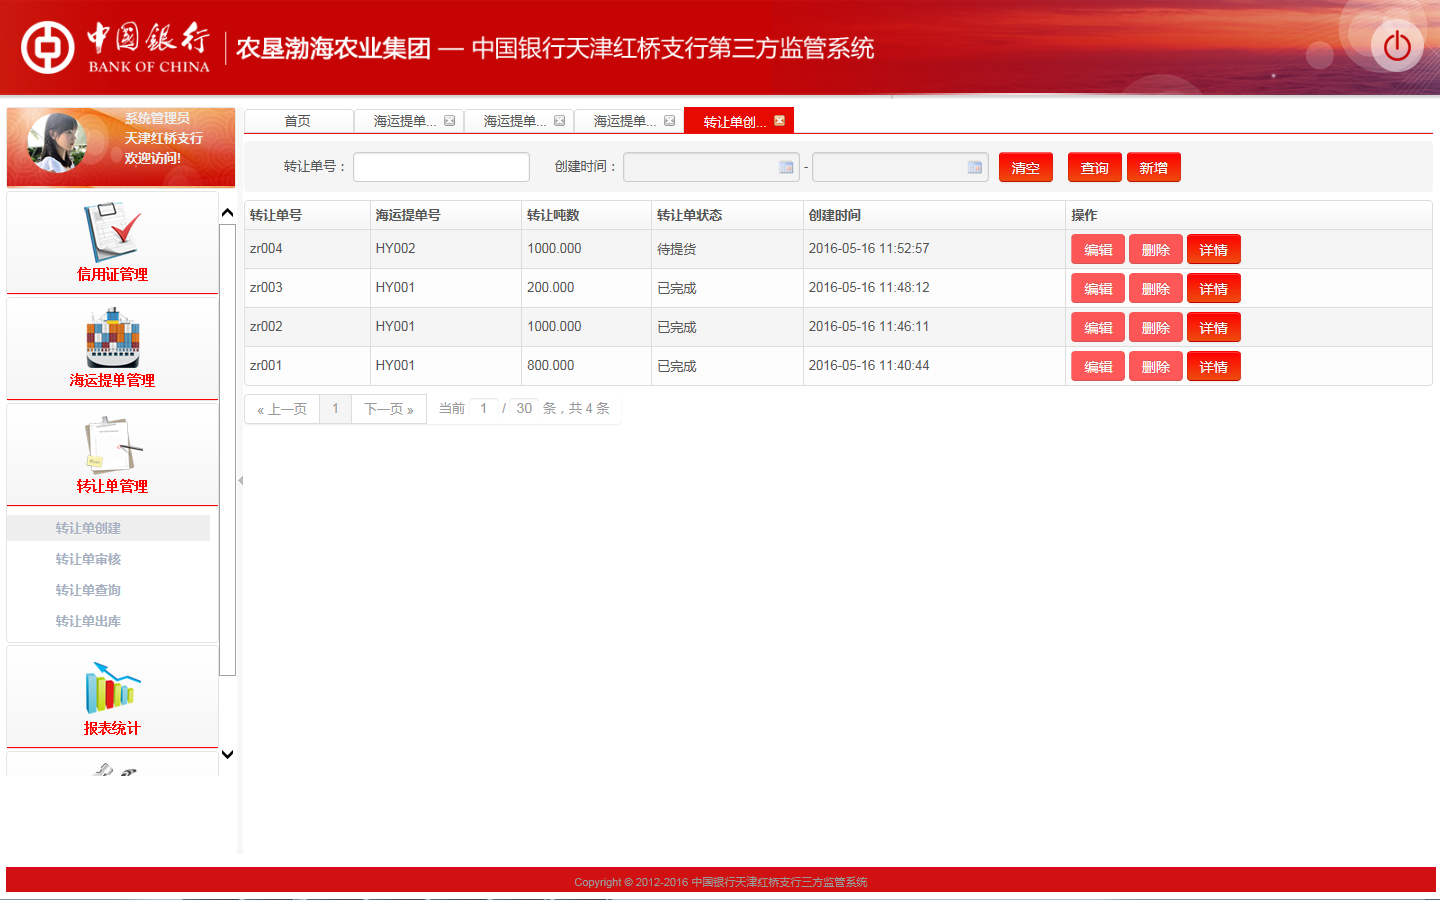 中国银行 BANK OF CHINA 农垦渤海农业集团 — 中国银行天津红桥支行第三方监管系统
系统管理员
天津红桥支行
欢迎访问!
首页 海运提单... 海运提单... 海运提单... 转让单创...
转让单号： 创建时间： - 清空 查询 新增
转让单号 海运提单号 转让吨数 转让单状态 创建时间 操作
zr004 HY002 1000.000 待提货 2016-05-16 11:52:57 编辑 删除 详情
zr003 HY001 200.000 已完成 2016-05-16 11:48:12 编辑 删除 详情
zr002 HY001 1000.000 已完成 2016-05-16 11:46:11 编辑 删除 详情
zr001 HY001 800.000 已完成 2016-05-16 11:40:44 编辑 删除 详情
« 上一页 1 下一页 » 当前 1 / 30 条，共 4 条
信用证管理
海运提单管理
转让单管理
转让单创建
转让单审核
转让单查询
转让单出库
报表统计
Copyright © 2012-2016 中国银行天津红桥支行三方监管系统